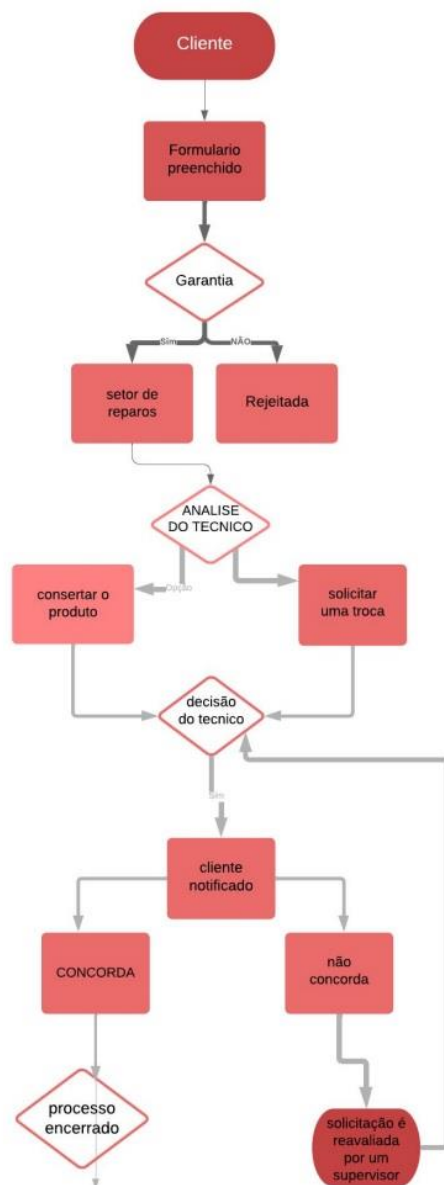 Cliente
Formulario
preenchido
Garantia
Sim
NÃO
setor de
reparos
Rejeitada
ANALISE
DO TECNICO
consertar o
produto
Opção
solicitar
uma troca
decisão
do tecnico
Sim
cliente
notificado
CONCORDA
não
concorda
processo
encerrado
solicitação é
reavaliada
por um
supervisor